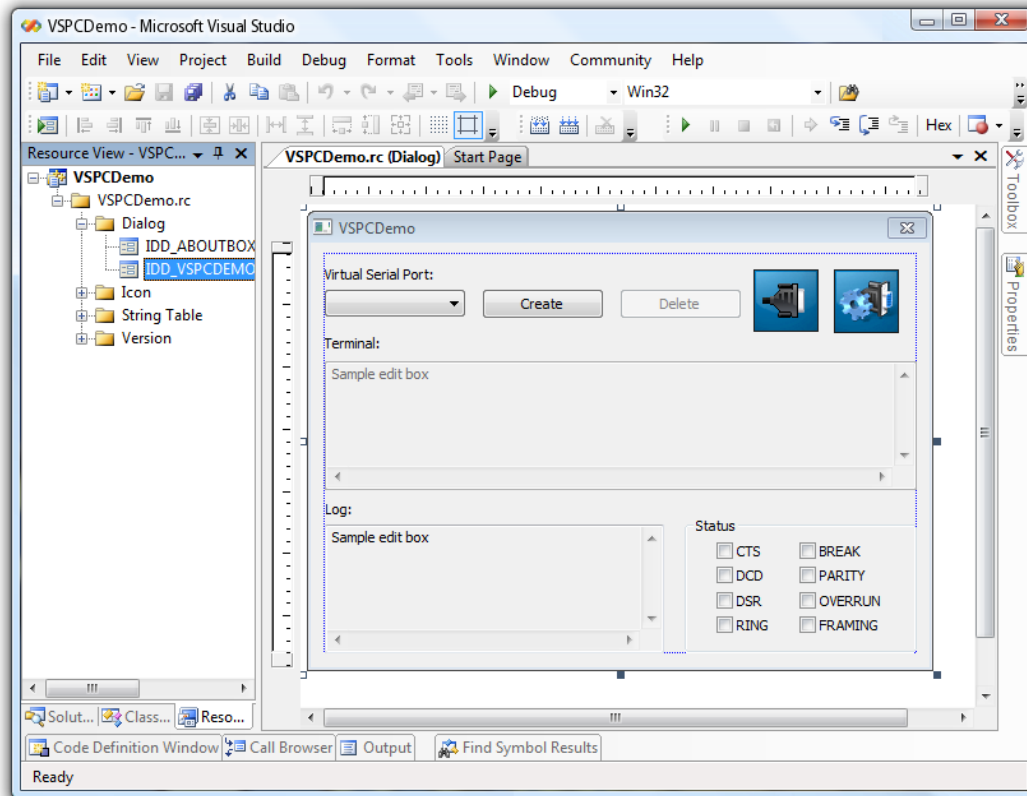 VSPCDemo - Microsoft Visual Studio
File Edit View Project Build Debug Format Tools Window Community Help
Debug Win32
Hex
Resource View - VSPC...
VSPCDemo.rc (Dialog) Start Page
Toolbox
Properties
VSPCDemo
VSPCDemo.rc
Dialog
IDD_ABOUTBOX
IDD_VSPCDEMO
Icon
String Table
Version
VSPCDemo
Virtual Serial Port:
Create Delete
Terminal:
Sample edit box
Log:
Sample edit box
Status
CTS BREAK
DCD PARITY
DSR OVERRUN
RING FRAMING
Solut... Class... Reso...
Code Definition Window Call Browser Output Find Symbol Results
Ready